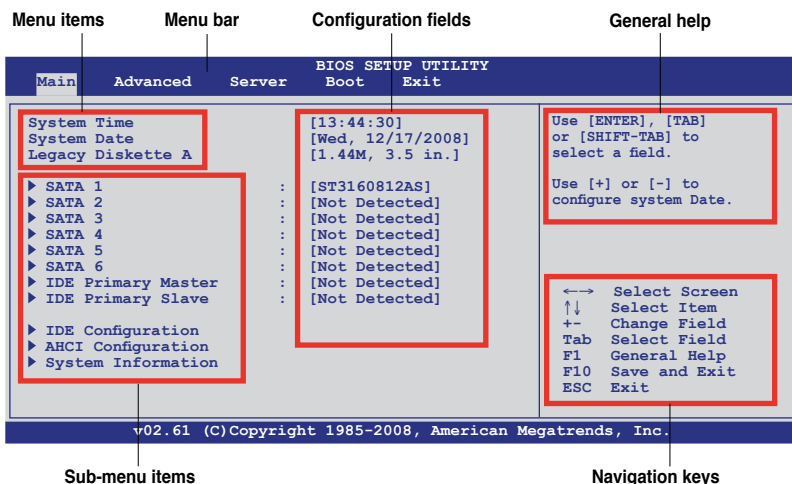 Menu items Menu bar Configuration fields General help
BIOS SETUP UTILITY
Main Advanced Server Boot Exit
System Time [13:44:30]
System Date [Wed, 12/17/2008]
Legacy Diskette A [1.44M, 3.5 in.]
▶ SATA 1 : [ST3160812AS]
▶ SATA 2 : [Not Detected]
▶ SATA 3 : [Not Detected]
▶ SATA 4 : [Not Detected]
▶ SATA 5 : [Not Detected]
▶ SATA 6 : [Not Detected]
▶ IDE Primary Master : [Not Detected]
▶ IDE Primary Slave : [Not Detected]
▶ IDE Configuration
▶ AHCI Configuration
▶ System Information
Use [ENTER], [TAB]
or [SHIFT-TAB] to
select a field.
Use [+] or [-] to
configure system Date.
←→ Select Screen
↑↓ Select Item
+- Change Field
Tab Select Field
F1 General Help
F10 Save and Exit
ESC Exit
v02.61 (C)Copyright 1985-2008, American Megatrends, Inc.
Sub-menu items Navigation keys